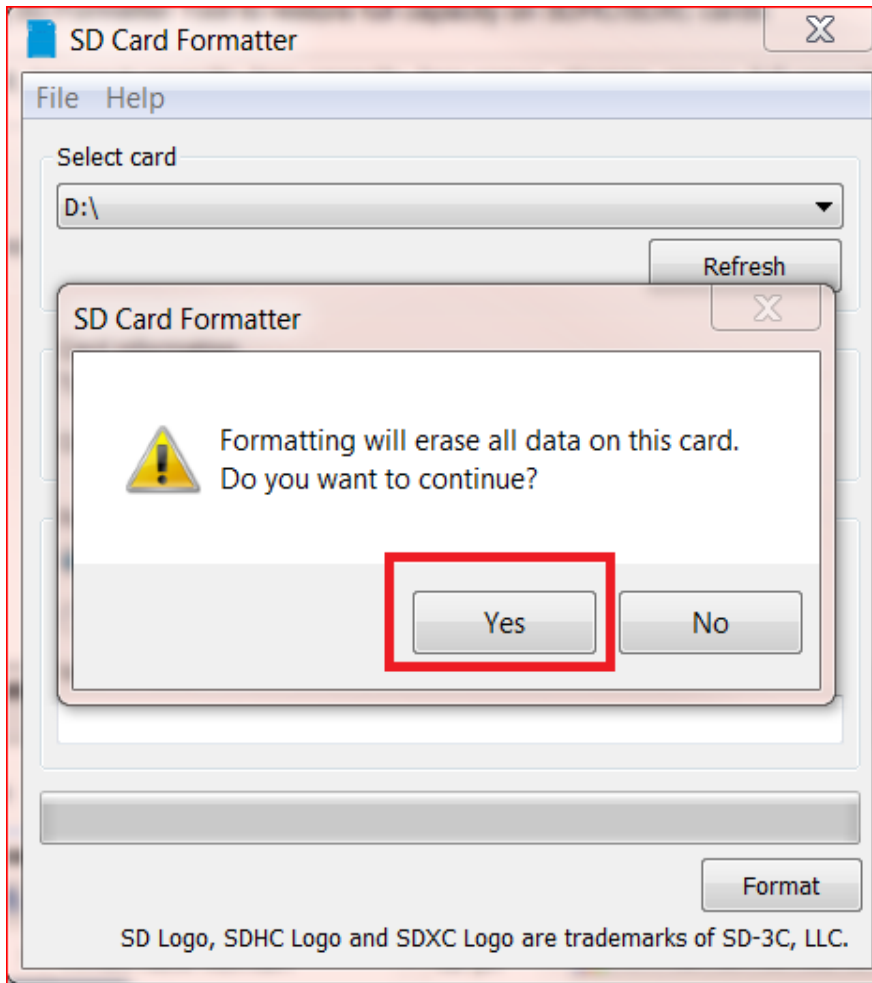 SD Card Formatter
File Help
Select card
D:\
Refresh
SD Card Formatter
Formatting will erase all data on this card.
Do you want to continue?
Yes No
Format
SD Logo, SDHC Logo and SDXC Logo are trademarks of SD-3C, LLC.